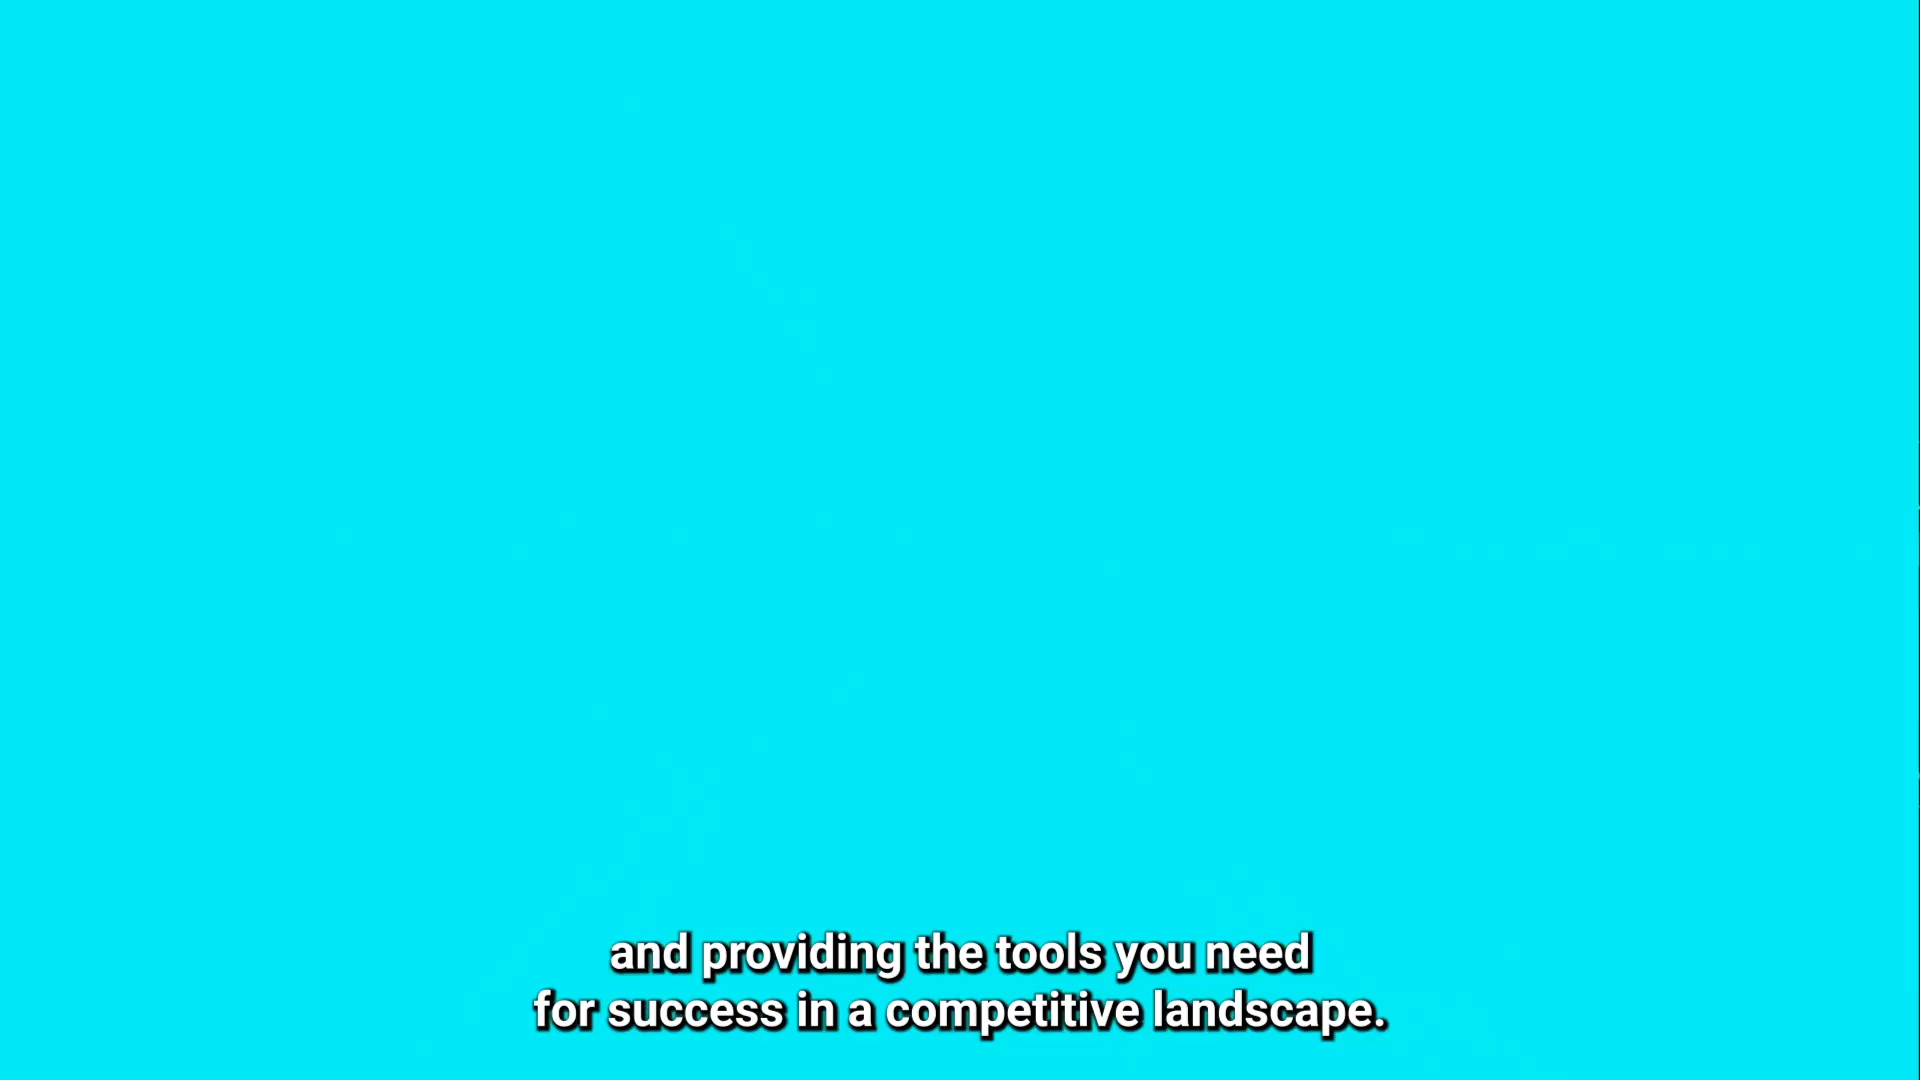 and providing the tools you need
for success in a competitive landscape.